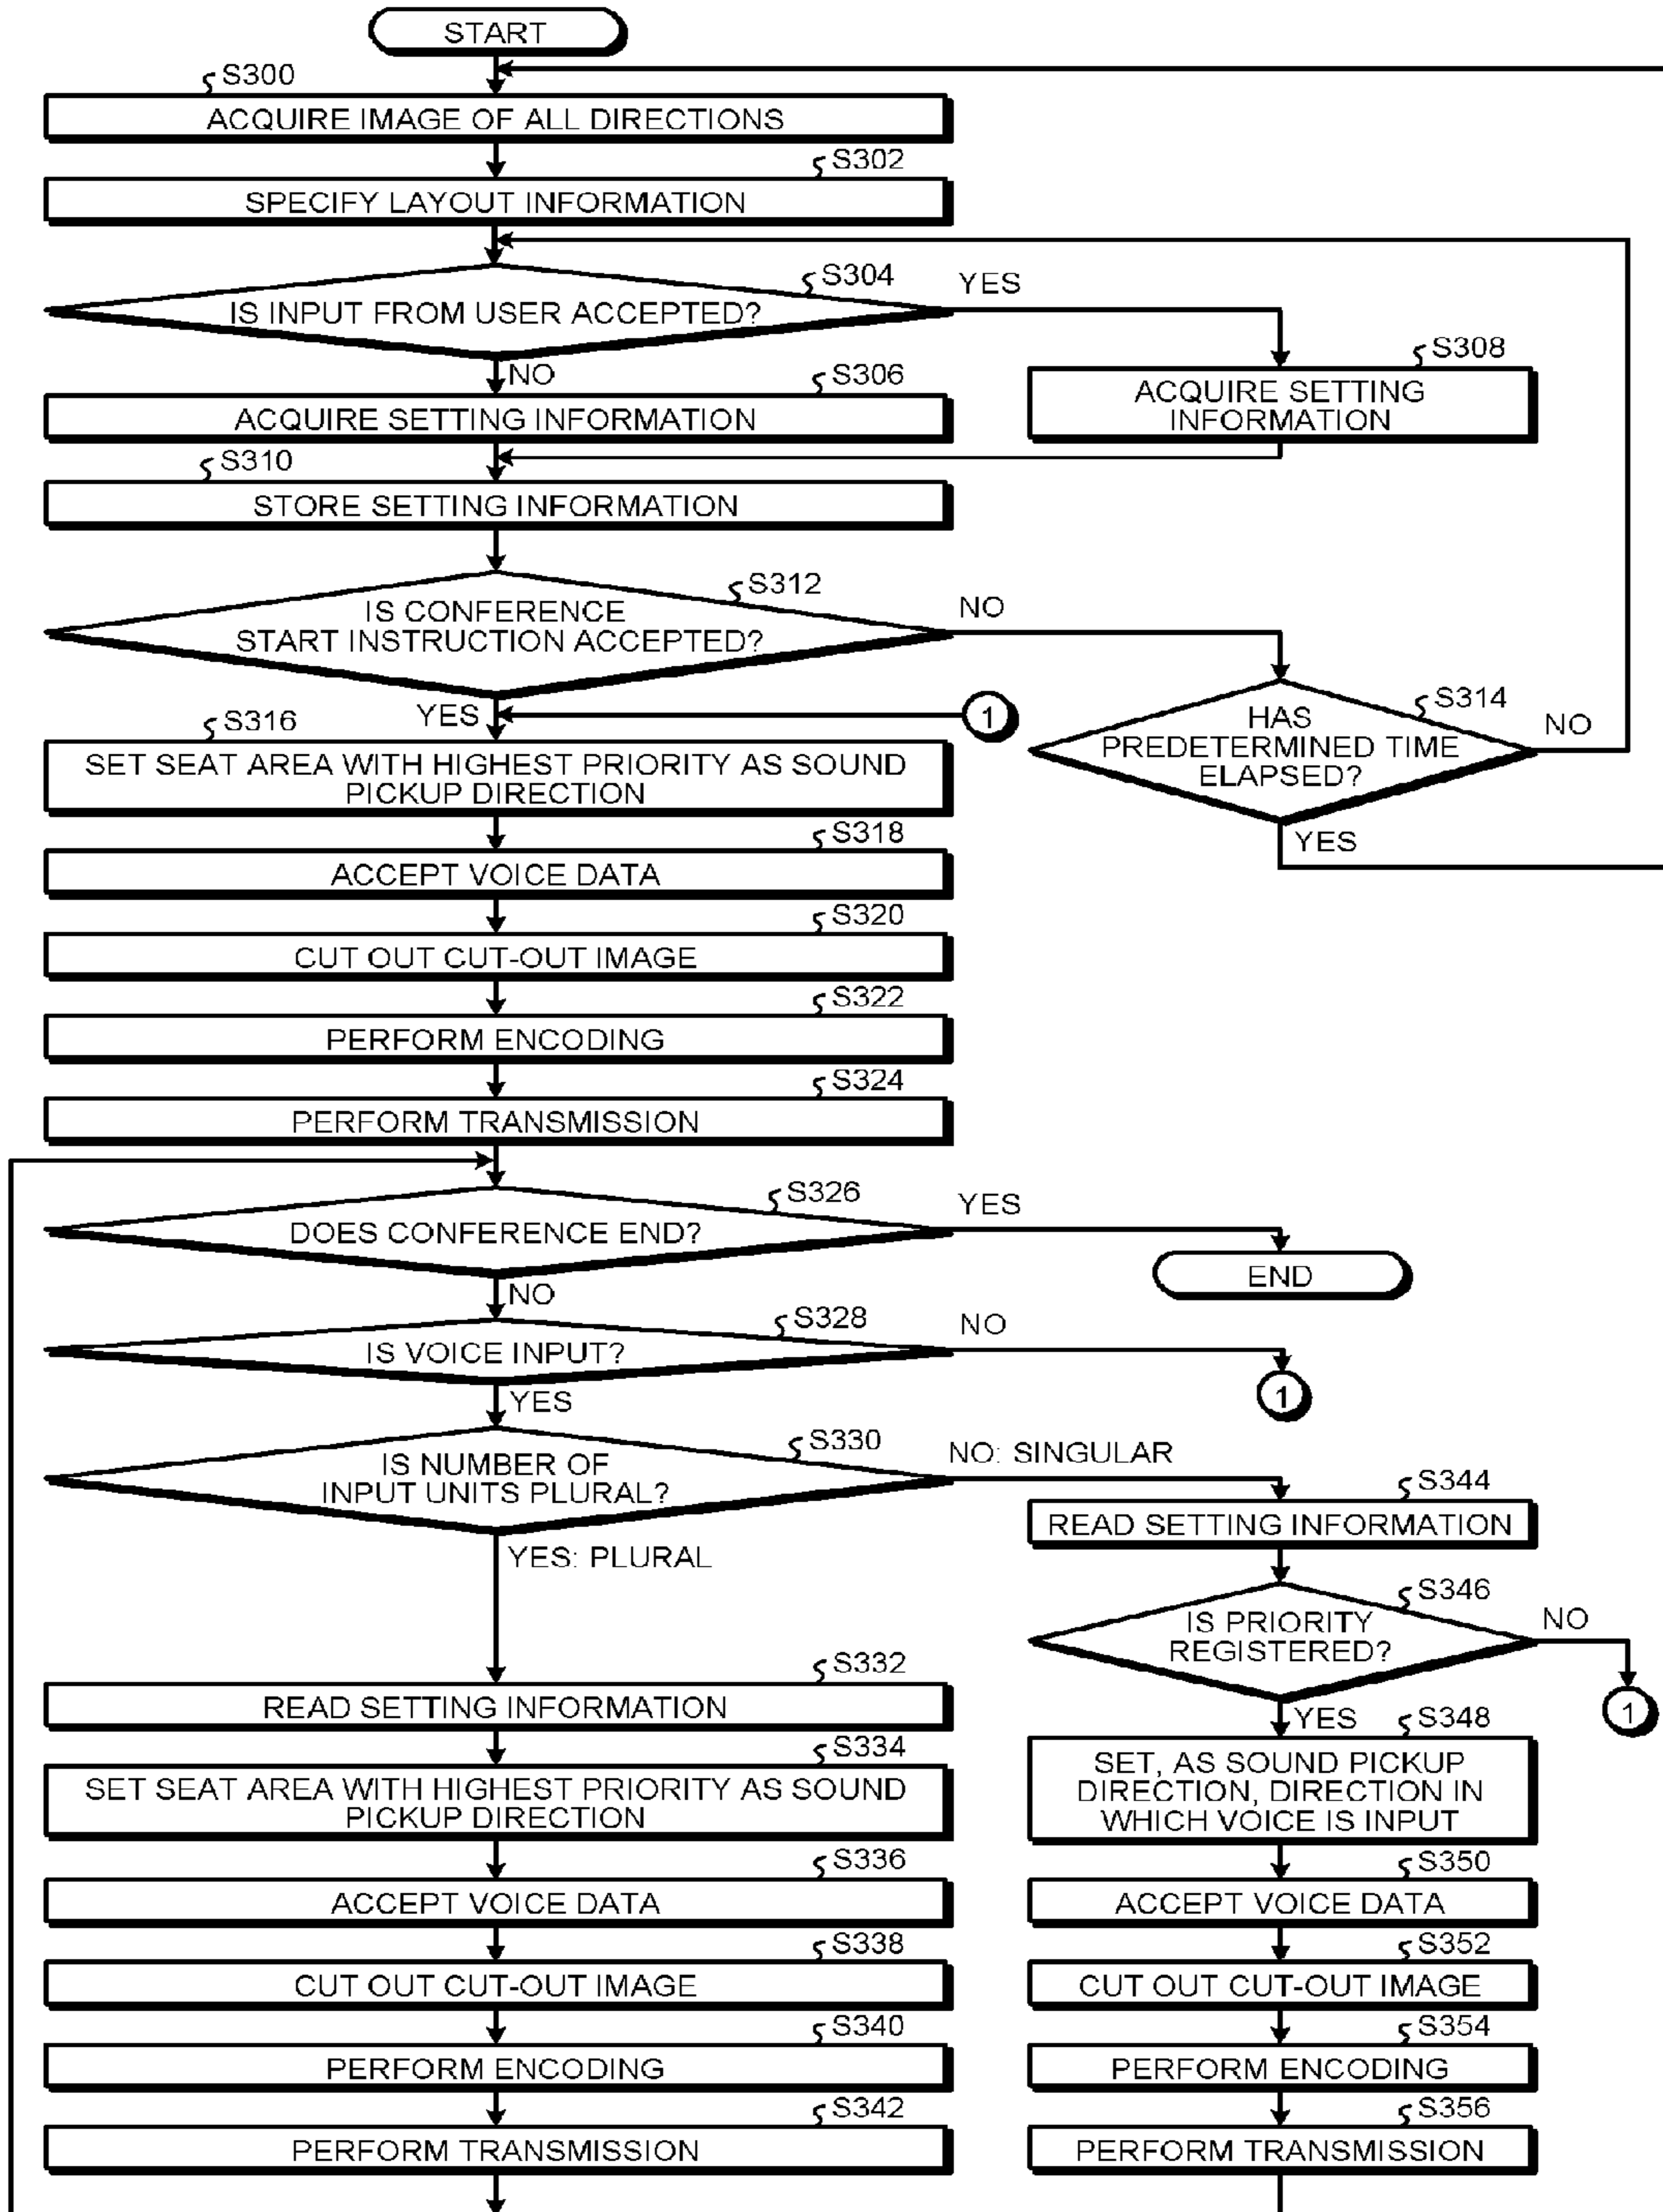 START
S300
ACQUIRE IMAGE OF ALL DIRECTIONS
S302
SPECIFY LAYOUT INFORMATION
S304
IS INPUT FROM USER ACCEPTED?
YES
NO
S306
ACQUIRE SETTING INFORMATION
S308
ACQUIRE SETTING
INFORMATION
S310
STORE SETTING INFORMATION
S312
IS CONFERENCE
START INSTRUCTION ACCEPTED?
NO
YES
1
S314
HAS
PREDETERMINED TIME
ELAPSED?
NO
YES
S316
SET SEAT AREA WITH HIGHEST PRIORITY AS SOUND
PICKUP DIRECTION
S318
ACCEPT VOICE DATA
S320
CUT OUT CUT-OUT IMAGE
S322
PERFORM ENCODING
S324
PERFORM TRANSMISSION
S326
DOES CONFERENCE END?
YES
END
NO
S328
IS VOICE INPUT?
NO
1
YES
S330
IS NUMBER OF
INPUT UNITS PLURAL?
NO: SINGULAR
YES: PLURAL
S332
READ SETTING INFORMATION
S334
SET SEAT AREA WITH HIGHEST PRIORITY AS SOUND
PICKUP DIRECTION
S336
ACCEPT VOICE DATA
S338
CUT OUT CUT-OUT IMAGE
S340
PERFORM ENCODING
S342
PERFORM TRANSMISSION
S344
READ SETTING INFORMATION
S346
IS PRIORITY
REGISTERED?
NO
1
YES
S348
SET, AS SOUND PICKUP
DIRECTION, DIRECTION IN
WHICH VOICE IS INPUT
S350
ACCEPT VOICE DATA
S352
CUT OUT CUT-OUT IMAGE
S354
PERFORM ENCODING
S356
PERFORM TRANSMISSION